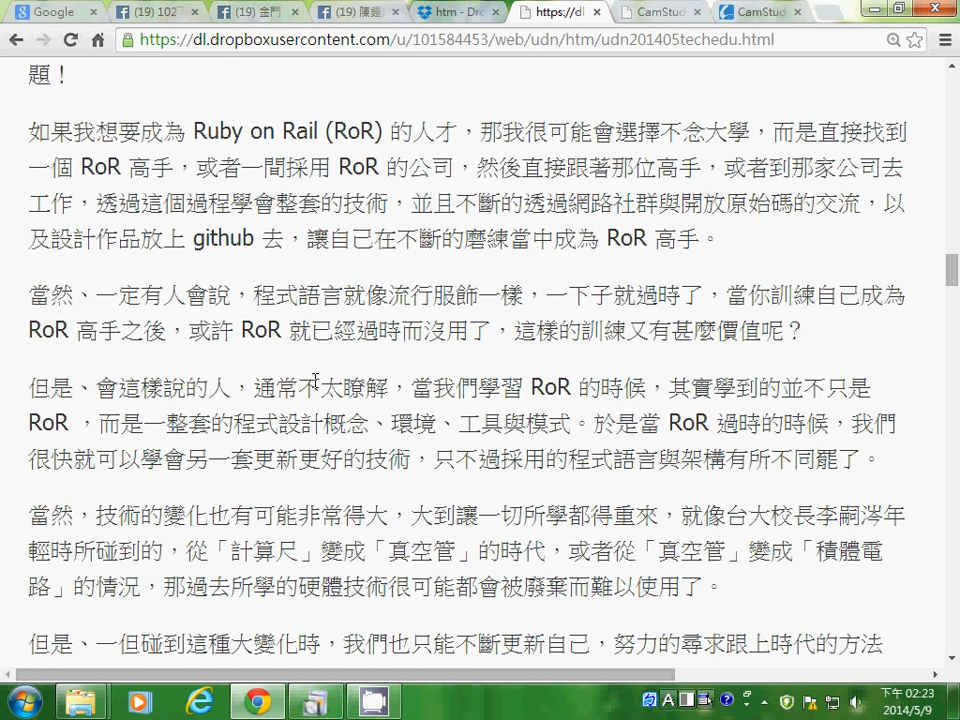 Google
(19) 1027
(19) 金門
(19) 陳鍾
htm - Dro
https://dl
CamStud
CamStud
https://dl.dropboxusercontent.com/u/101584453/web/udn/htm/udn201405techedu.html
題！
如果我想要成為 Ruby on Rail (RoR) 的人才，那我很可能會選擇不念大學，而是直接找到
一個 RoR 高手，或者一間採用 RoR 的公司，然後直接跟著那位高手，或者到那家公司去
工作，透過這個過程學會整套的技術，並且不斷的透過網路社群與開放原始碼的交流，以
及設計作品放上 github 去，讓自己在不斷的磨練當中成為 RoR 高手。
當然、一定有人會說，程式語言就像流行服飾一樣，一下子就過時了，當你訓練自己成為
RoR 高手之後，或許 RoR 就已經過時而沒用了，這樣的訓練又有甚麼價值呢？
但是、會這樣說的人，通常不太瞭解，當我們學習 RoR 的時候，其實學到的並不只是
RoR ，而是一整套的程式設計概念、環境、工具與模式。於是當 RoR 過時的時候，我們
很快就可以學會另一套更新更好的技術，只不過採用的程式語言與架構有所不同罷了。
當然，技術的變化也有可能非常得大，大到讓一切所學都得重來，就像台大校長李嗣涔年
輕時所碰到的，從「計算尺」變成「真空管」的時代，或者從「真空管」變成「積體電
路」的情況，那過去所學的硬體技術很可能都會被廢棄而難以使用了。
但是、一但碰到這種大變化時，我們也只能不斷更新自己，努力的尋求跟上時代的方法
下午 02:23
2014/5/9